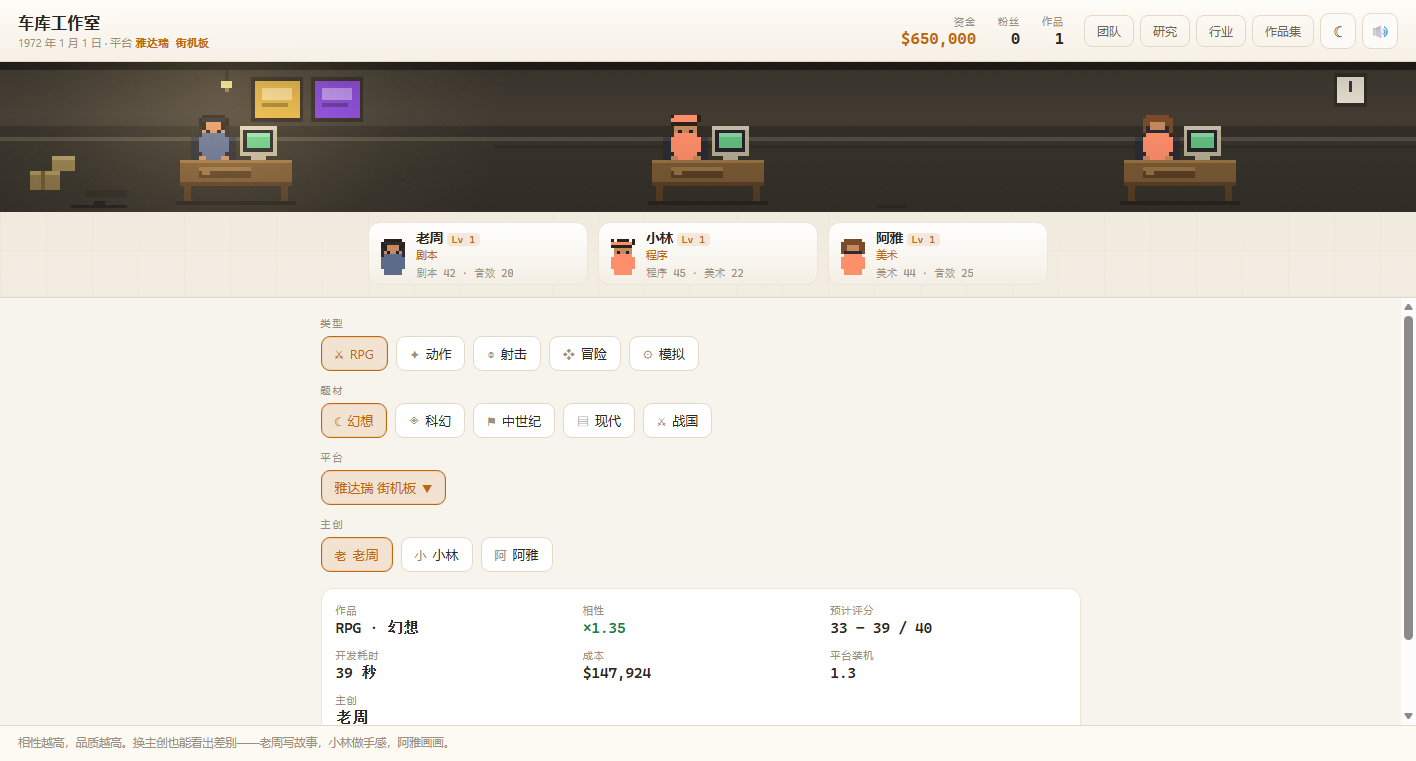 车库工作室
1972 年 1 月 1 日 · 平台 雅达瑞 街机板
资金 粉丝 作品
$650,000 0 1
团队 研究 行业 作品集
老周 Lv 1
剧本
剧本 42 · 音效 20
小林 Lv 1
程序
程序 45 · 美术 22
阿雅 Lv 1
美术
美术 44 · 音效 25
类型
RPG 动作 射击 冒险 模拟
题材
幻想 科幻 中世纪 现代 战国
平台
雅达瑞 街机板 ▼
主创
老 老周 小 小林 阿 阿雅
作品 相性 预计评分
RPG · 幻想 ×1.35 33 – 39 / 40
开发耗时 成本 平台装机
39 秒 $147,924 1.3
主创
老周
相性越高，品质越高。换主创也能看出差别——老周写故事，小林做手感，阿雅画画。